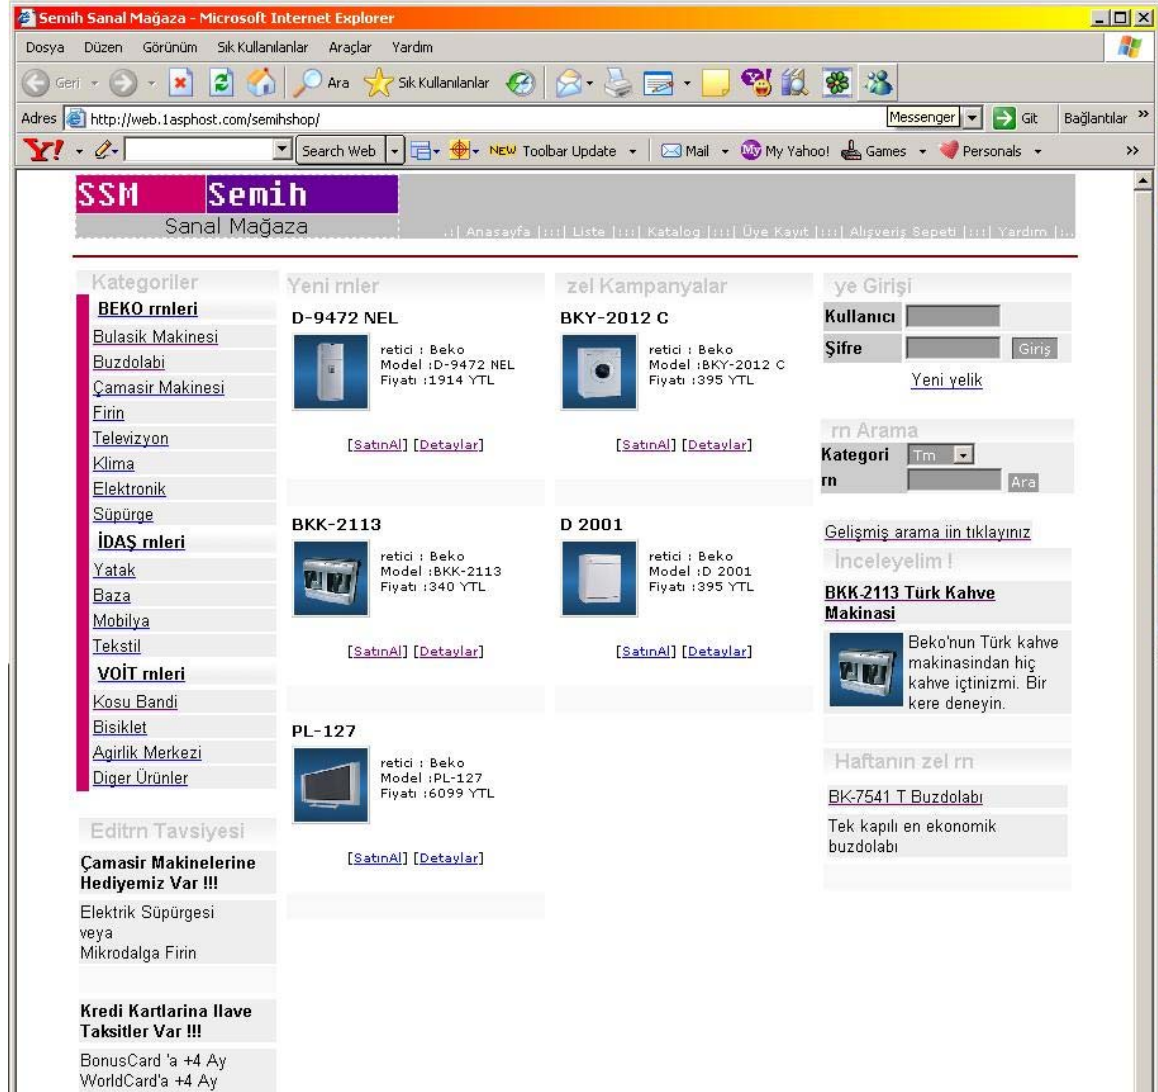 Semih Sanal Mağaza - Microsoft Internet Explorer
Dosya Düzen Görünüm Sık Kullanılanlar Araçlar Yardım
Geri Ara Sık Kullanılanlar
Adres http://web.1asphost.com/semihshop/ Messenger Git Bağlantılar »
Y! Search Web NEW Toolbar Update Mail My Yahoo! Games Personals »
SSM Semih
Sanal Mağaza
.:| Anasayfa |:::| Liste |:::| Katalog |:::| Üye Kayıt |:::| Alışveriş Sepeti |:::| Yardım |:..
Kategoriler
BEKO rrnleri
Bulasik Makinesi
Buzdolabi
Çamasir Makinesi
Firin
Televizyon
Klima
Elektronik
Süpürge
İDAŞ rnleri
Yatak
Baza
Mobilya
Tekstil
VOİT rnleri
Kosu Bandi
Bisiklet
Agirlik Merkezi
Diger Ürünler
Editrn Tavsiyesi
Çamasir Makinelerine
Hediyemiz Var !!!
Elektrik Süpürgesi
veya
Mikrodalga Firin
Kredi Kartlarina Ilave
Taksitler Var !!!
BonusCard 'a +4 Ay
WorldCard'a +4 Ay
Yeni rnler
D-9472 NEL
retici : Beko
Model :D-9472 NEL
Fiyatı :1914 YTL
[SatınAl] [Detaylar]
BKK-2113
retici : Beko
Model :BKK-2113
Fiyatı :340 YTL
[SatınAl] [Detaylar]
PL-127
retici : Beko
Model :PL-127
Fiyatı :6099 YTL
[SatınAl] [Detaylar]
zel Kampanyalar
BKY-2012 C
retici : Beko
Model :BKY-2012 C
Fiyatı :395 YTL
[SatınAl] [Detaylar]
D 2001
retici : Beko
Model :D 2001
Fiyatı :395 YTL
[SatınAl] [Detaylar]
ye Girişi
Kullanıcı
Şifre Giriş
Yeni yelik
rn Arama
Kategori Tm
rn Ara
Gelişmiş arama iin tıklayınız
İnceleyelim !
BKK-2113 Türk Kahve
Makinasi
Beko'nun Türk kahve
makinasindan hiç
kahve içtinizmi. Bir
kere deneyin.
Haftanın zel rn
BK-7541 T Buzdolabı
Tek kapılı en ekonomik
buzdolabı